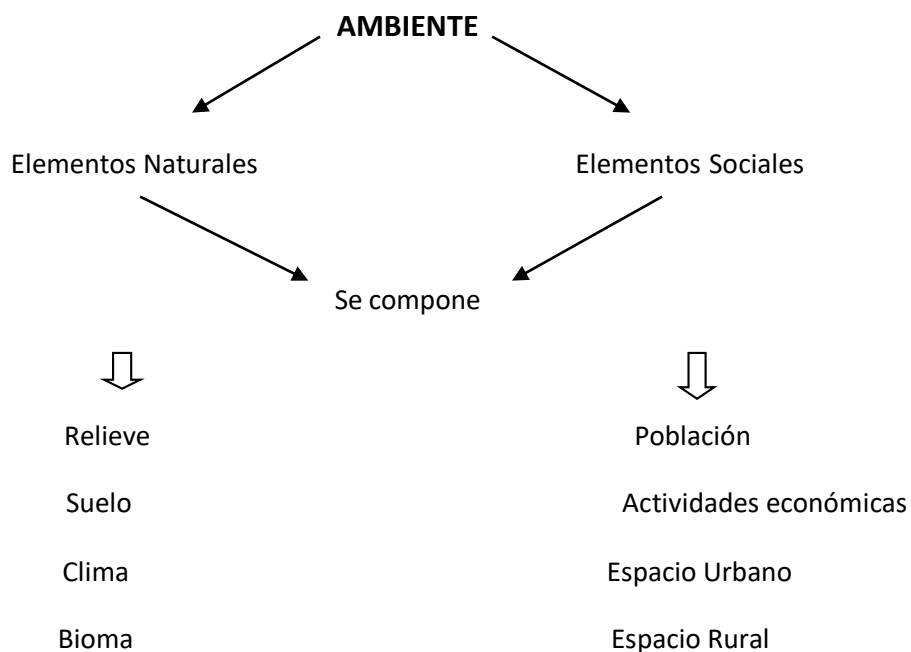 AMBIENTE
Elementos Naturales
Elementos Sociales
Se compone
Relieve
Población
Suelo
Actividades económicas
Clima
Espacio Urbano
Bioma
Espacio Rural